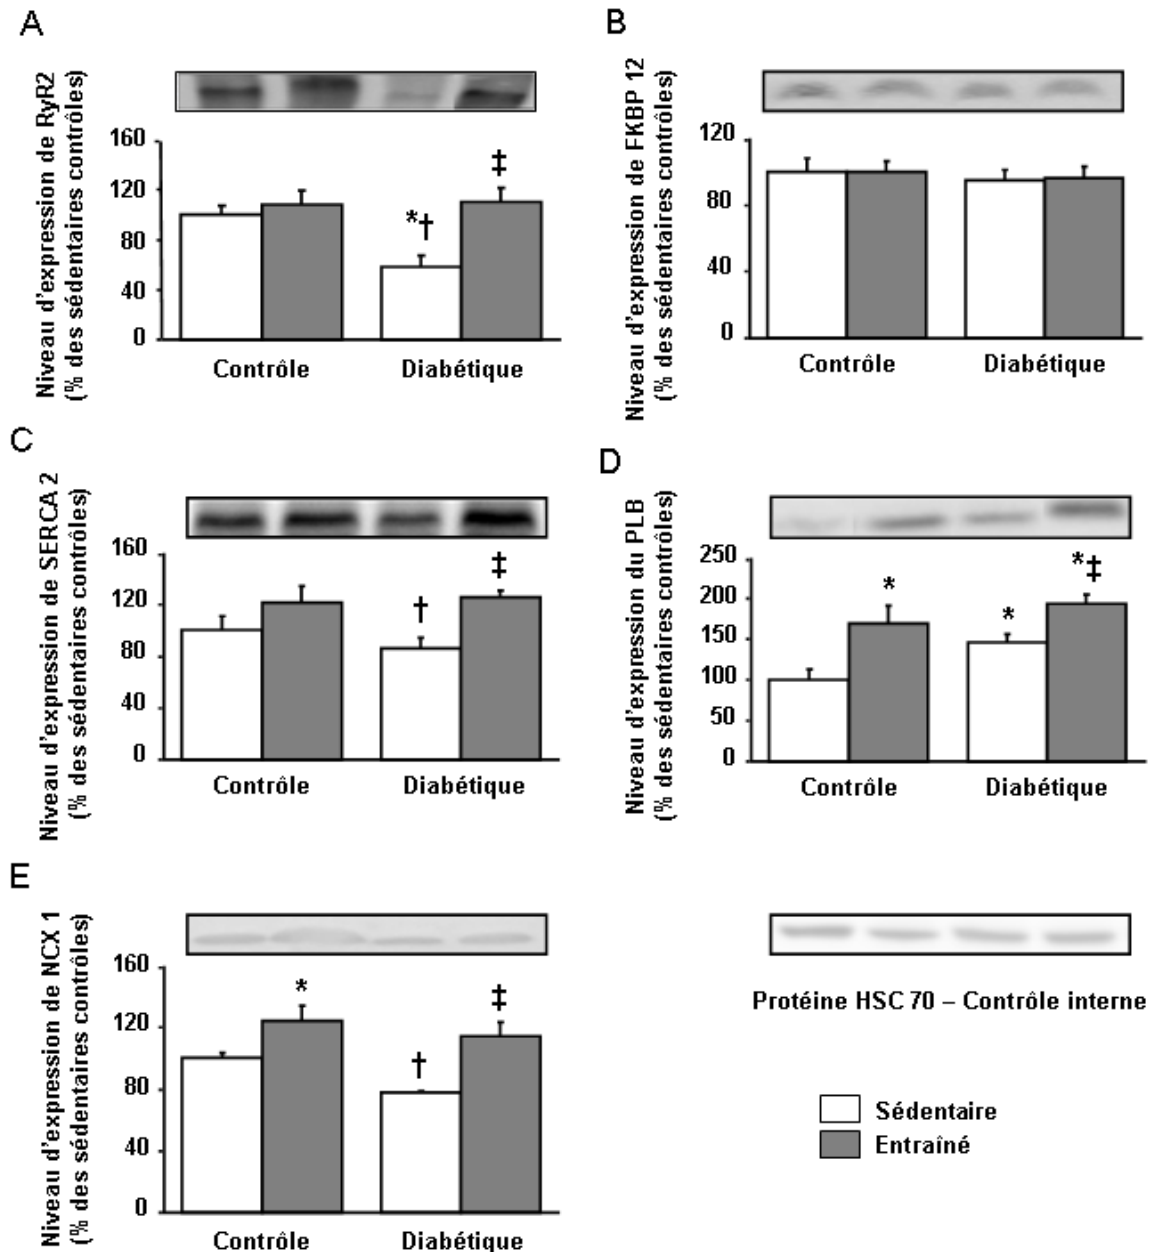 A
Niveau d'expression de RyR2
(% des sédentaires contrôles)
160
120
80
40
0
*†
‡
Contrôle
Diabétique
B
Niveau d'expression de FKBP 12
(% des sédentaires contrôles)
120
80
40
0
Contrôle
Diabétique
C
Niveau d'expression de SERCA 2
(% des sédentaires contrôles)
160
120
80
40
0
†
‡
Contrôle
Diabétique
D
Niveau d'expression du PLB
(% des sédentaires contrôles)
250
200
150
100
50
0
*
*
*‡
Contrôle
Diabétique
E
Niveau d'expression de NCX 1
(% des sédentaires contrôles)
160
120
80
40
0
*
†
‡
Contrôle
Diabétique
Protéine HSC 70 – Contrôle interne
Sédentaire
Entraîné